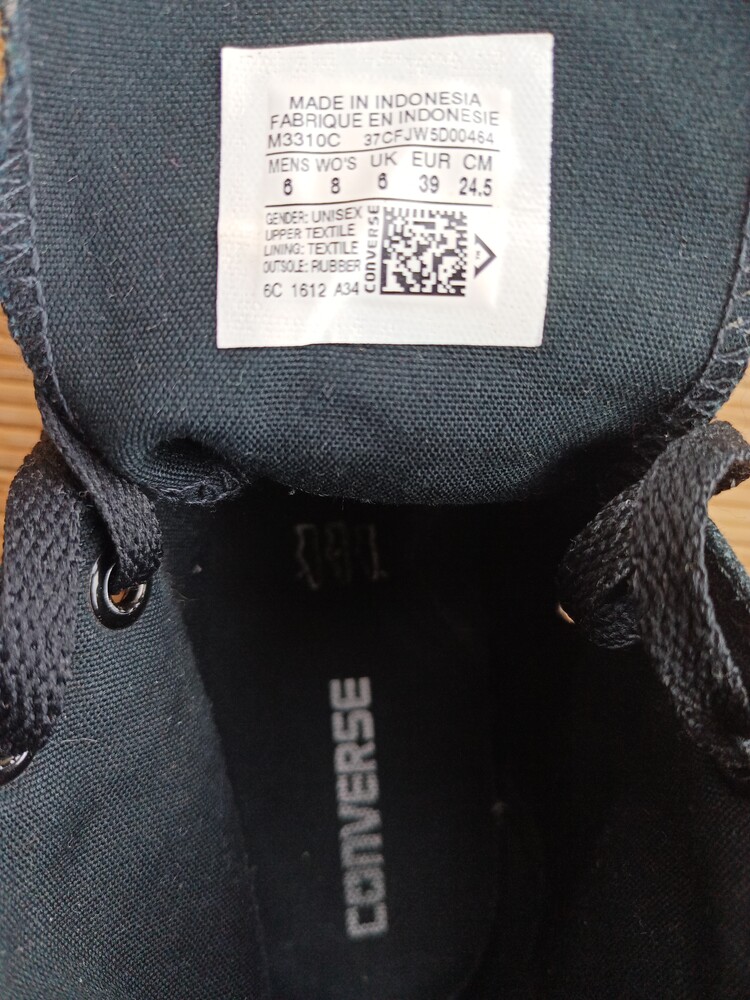 MADE IN INDONESIA
FABRIQUE EN INDONESIE
M3310C 37CFJW5D00464
MENS WO'S UK EUR CM
6 8 6 39 24.5
GENDER: UNISEX
UPPER TEXTILE
LINING: TEXTILE
OUTSOLE: RUBBER
6C 1612 A34
CONVERSE
™
CONVERSE